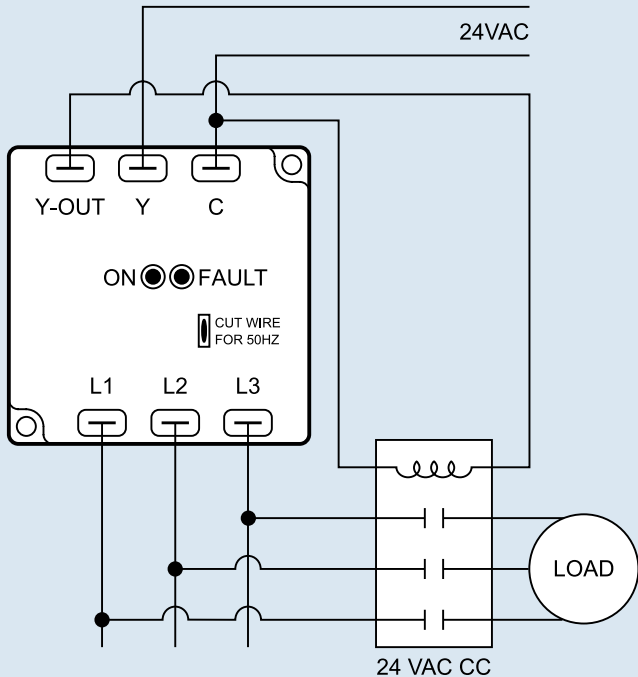 24VAC
Y-OUT Y C
ON FAULT
CUT WIRE
FOR 50HZ
L1 L2 L3
LOAD
24 VAC CC